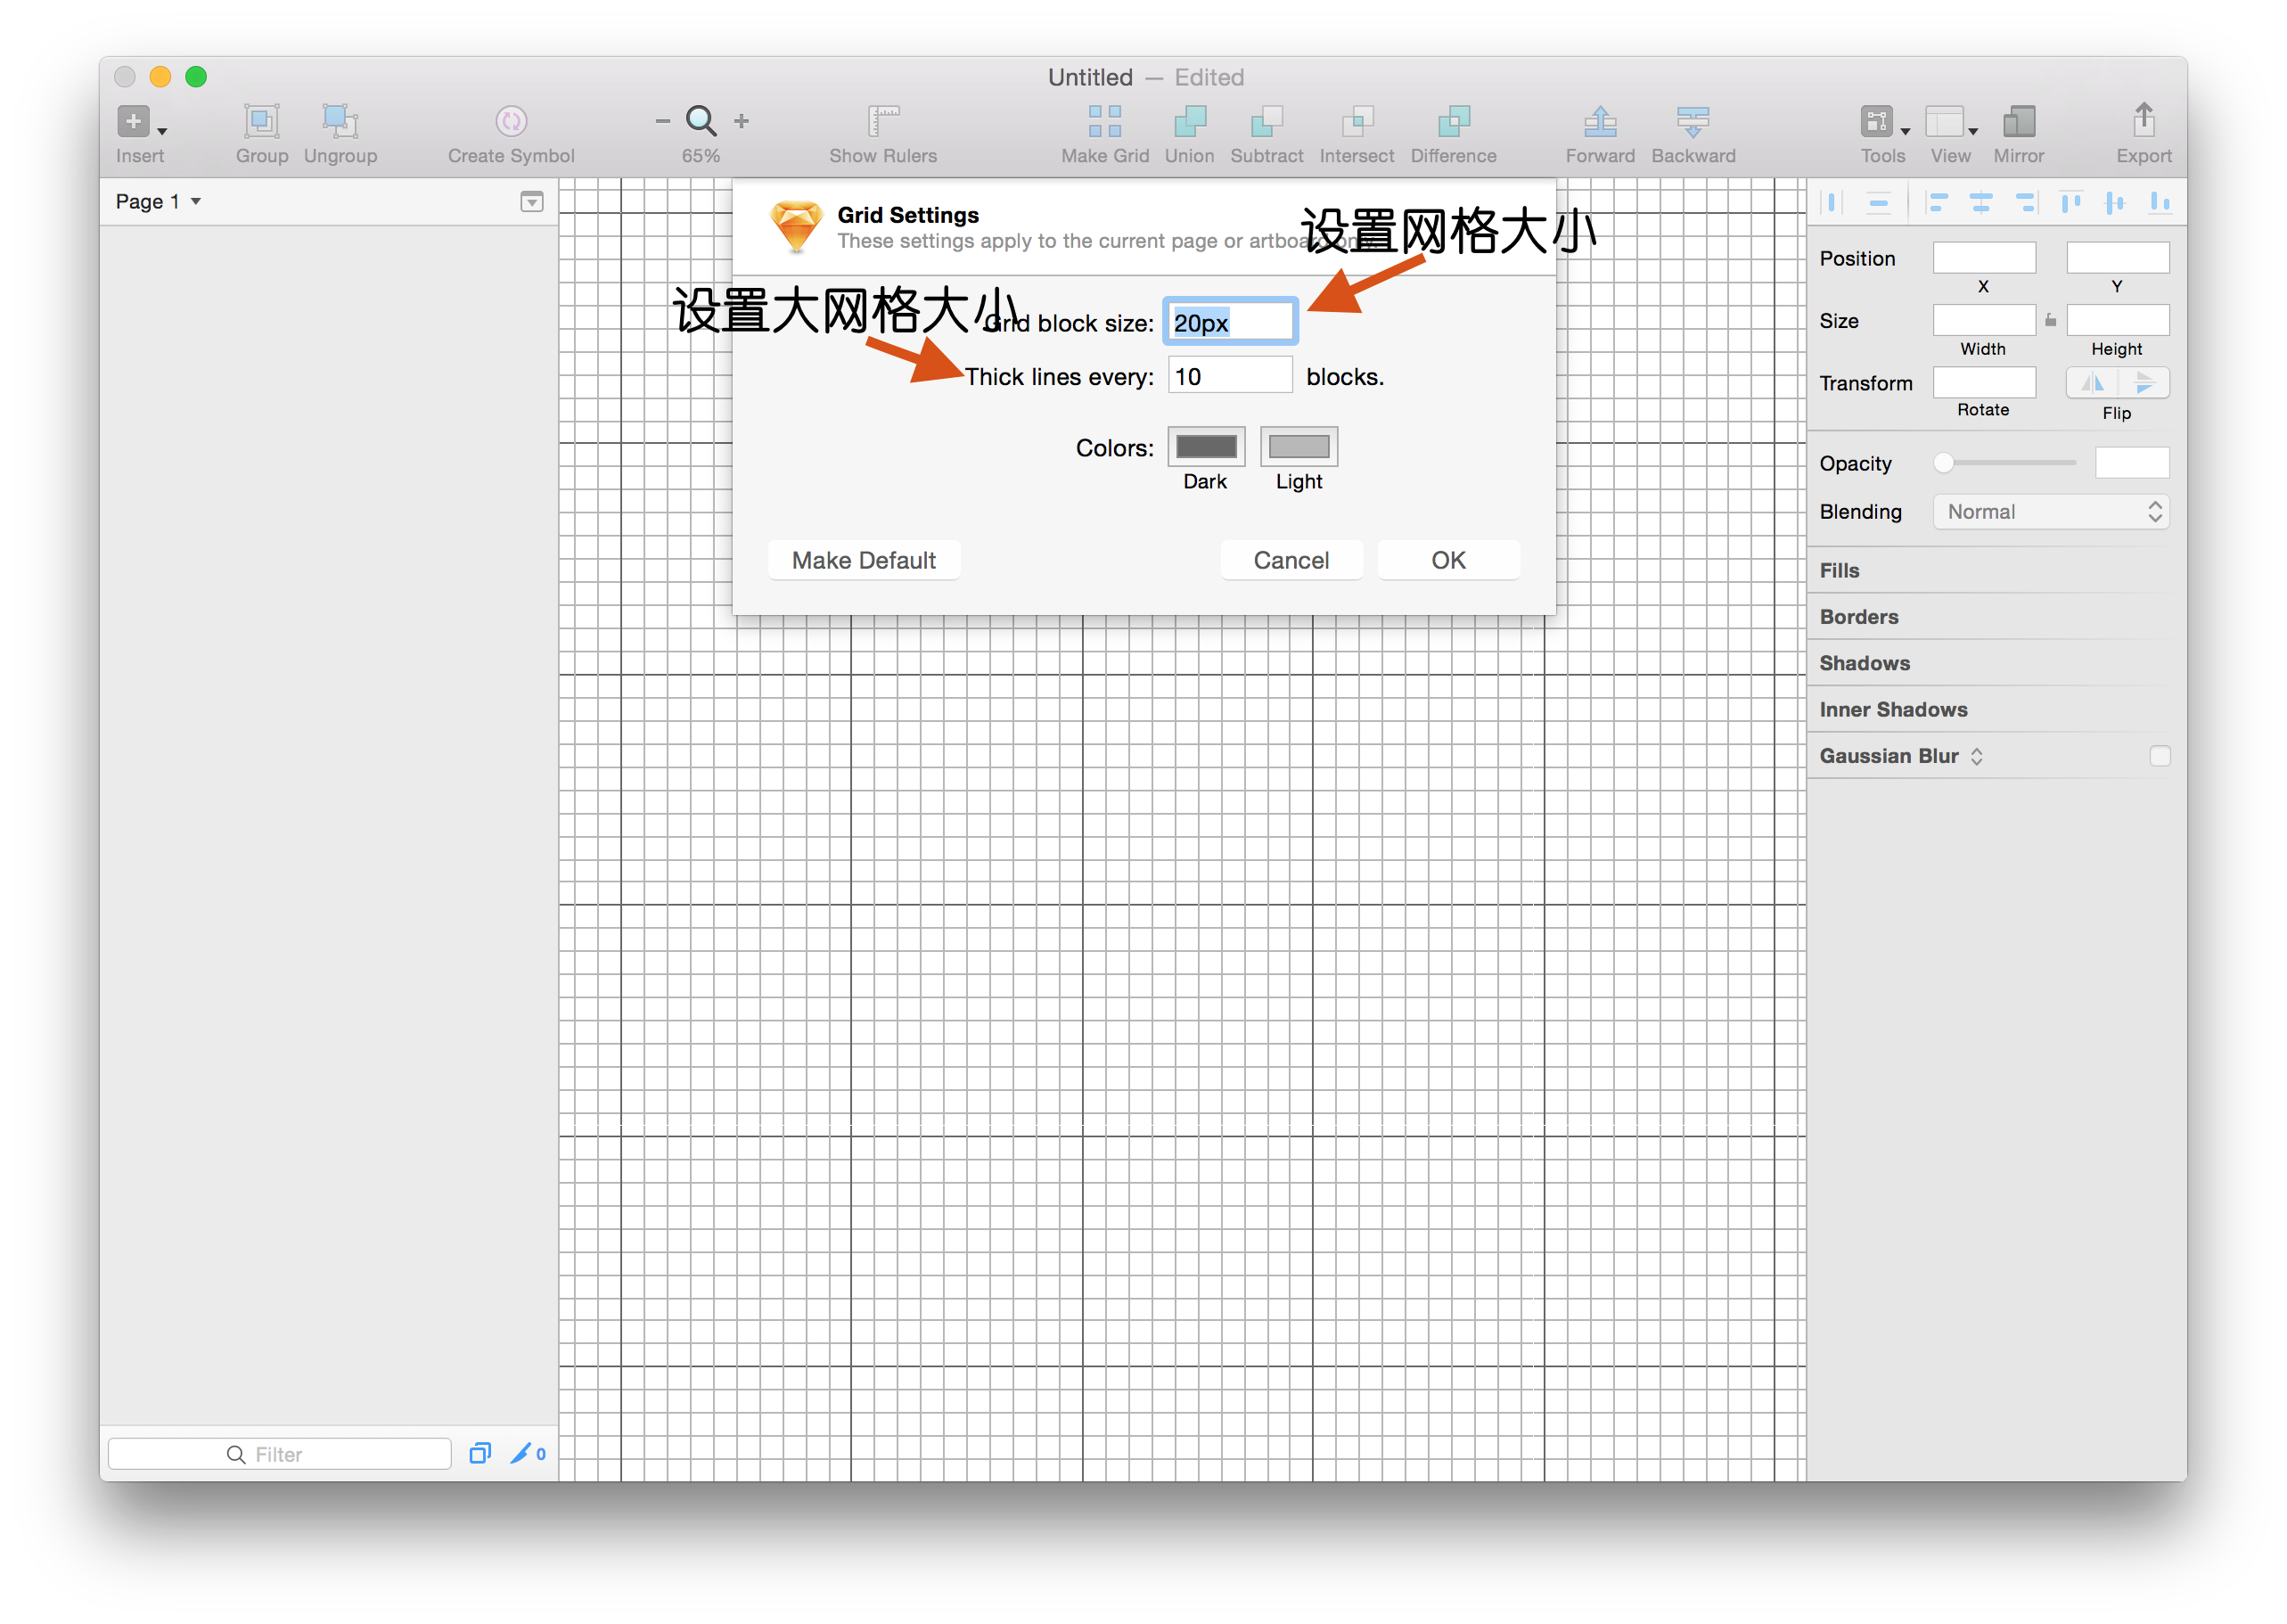 Untitled — Edited
Insert
Group
Ungroup
Create Symbol
65%
Show Rulers
Make Grid
Union
Subtract
Intersect
Difference
Forward
Backward
Tools
View
Mirror
Export
Page 1
Grid Settings
These settings apply to the current page or artboard only.
设置网格大小
设置大网格大小
Grid block size: 20px
Thick lines every: 10 blocks.
Colors:
Dark
Light
Make Default
Cancel
OK
Position
X
Y
Size
Width
Height
Transform
Rotate
Flip
Opacity
Blending
Normal
Fills
Borders
Shadows
Inner Shadows
Gaussian Blur
Filter
0